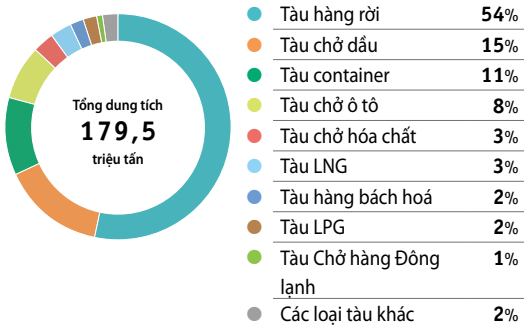 Tổng dung tích
179,5
triệu tấn
Tàu hàng rời 54%
Tàu chở dầu 15%
Tàu container 11%
Tàu chở ô tô 8%
Tàu chở hóa chất 3%
Tàu LNG 3%
Tàu hàng bách hoá 2%
Tàu LPG 2%
Tàu Chở hàng Đông 1%
lạnh
Các loại tàu khác 2%